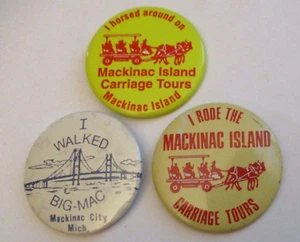 I horsed around on
Mackinac Island
Carriage Tours
Mackinac Island
I
WALKED
BIG-MAC
Mackinac City
Mich.
I RODE THE
MACKINAC ISLAND
CARRIAGE TOURS